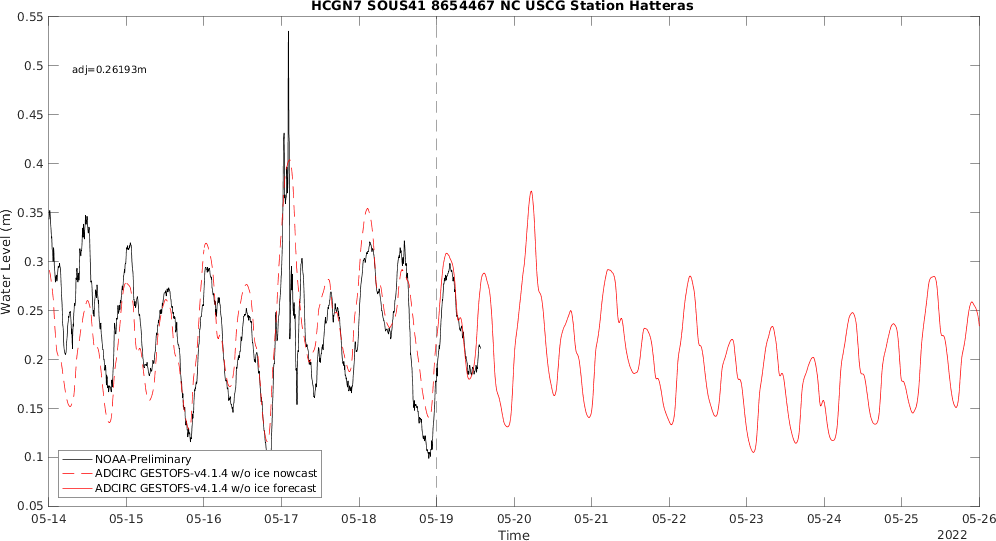 HCGN7 SOUS41 8654467 NC USCG Station Hatteras
0.55
0.5
0.45
0.4
0.35
0.3
0.25
0.2
0.15
0.1
0.05
Water Level (m)
adj=0.26193m
NOAA-Preliminary
ADCIRC GESTOFS-v4.1.4 w/o ice nowcast
ADCIRC GESTOFS-v4.1.4 w/o ice forecast
05-14 05-15 05-16 05-17 05-18 05-19 05-20 05-21 05-22 05-23 05-24 05-25 05-26
Time
2022